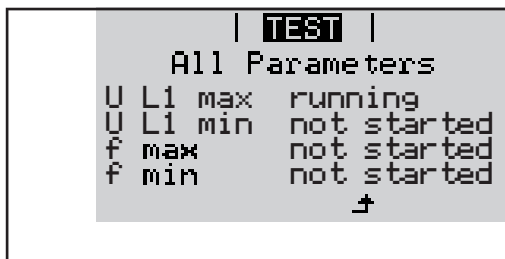 TEST
All Parameters
U L1 max running
U L1 min not started
f max not started
f min not started